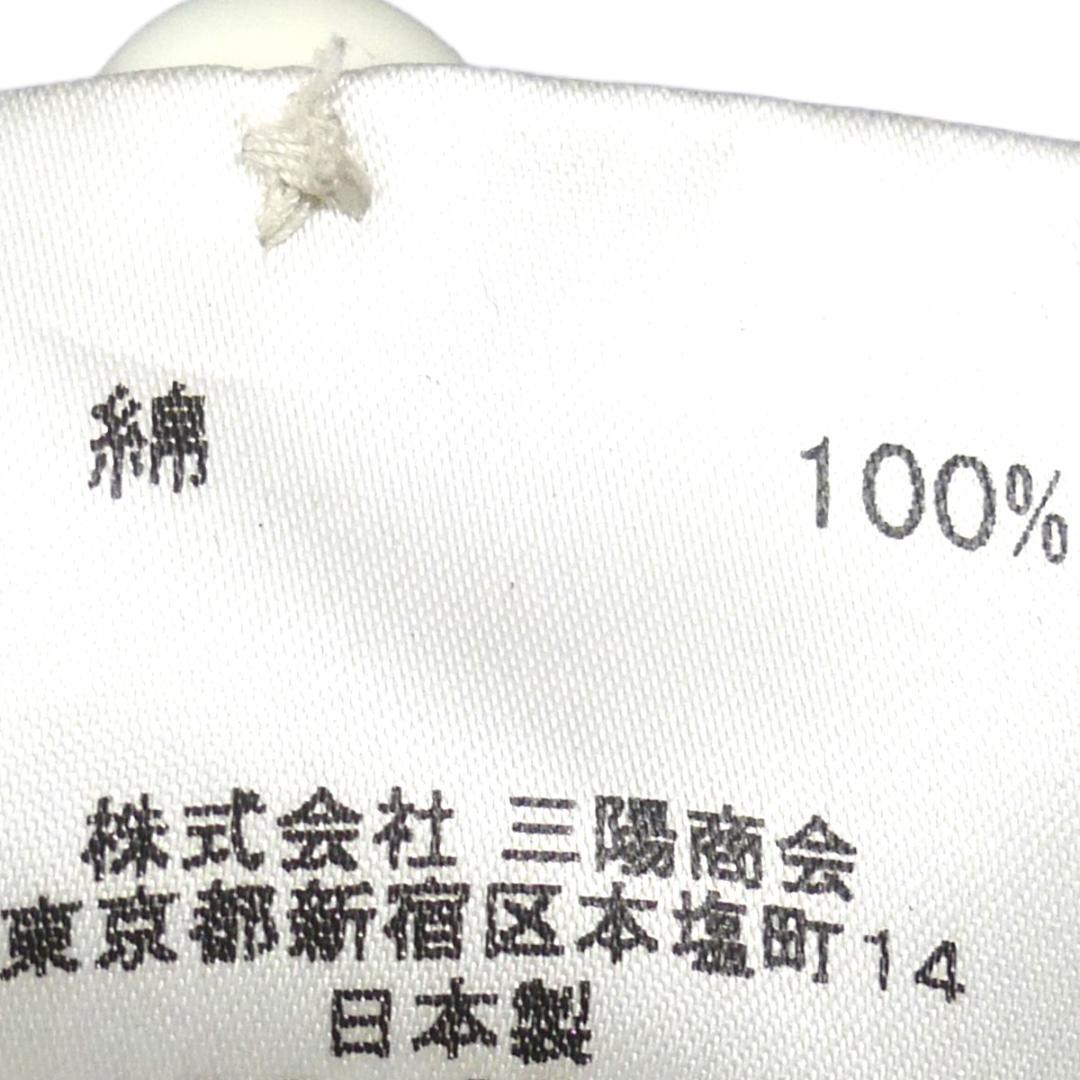 綿 100%
株式会社 三陽商会
東京都新宿区本塩町14
日本製